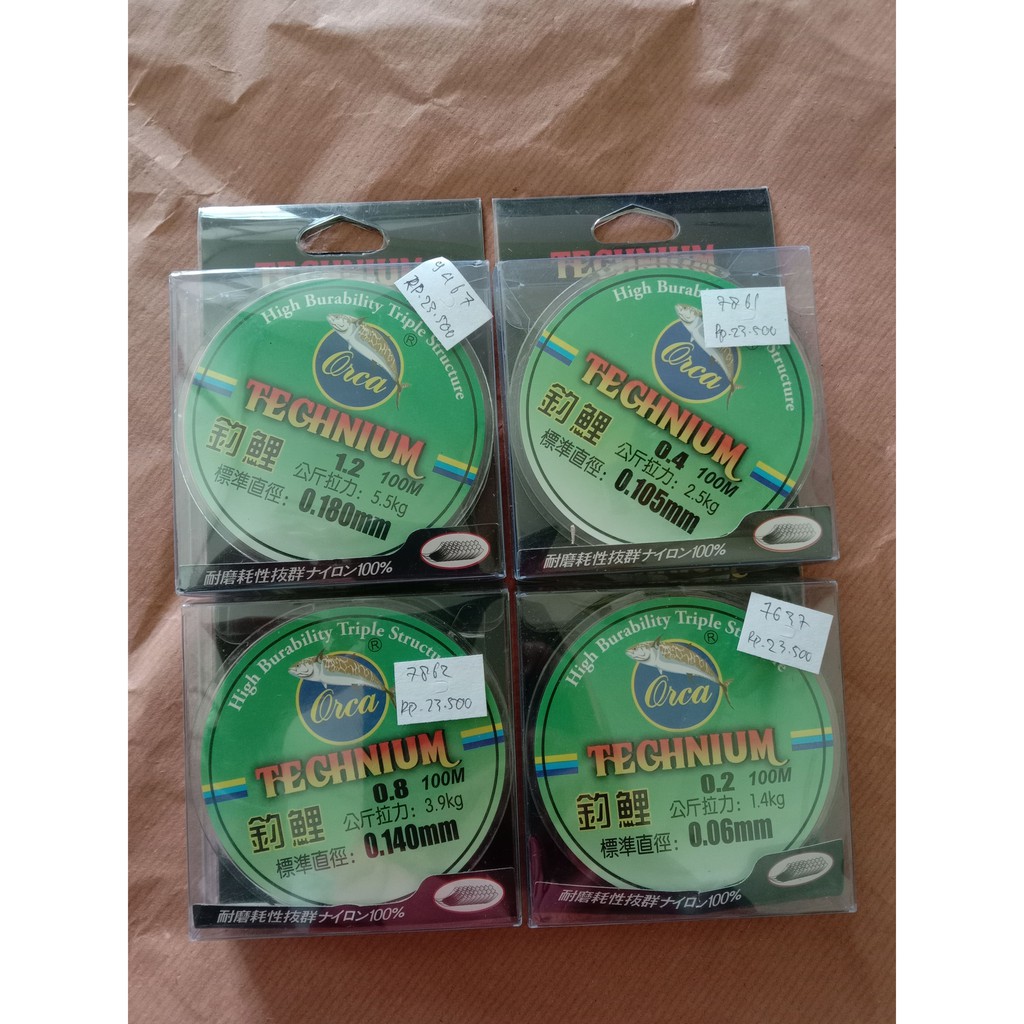 TECHNIUM
High Burability Triple Structure
9467
RP.23.500
®
Orca
TECHNIUM
釣鯉
1.2 100M
公斤拉力：5.5kg
標準直徑：0.180mm
耐磨耗性抜群ナイロン100%
TECHNIUM
High Burability Triple Structure
7861
Rp.23.500
Orca
TECHNIUM
釣鯉
0.4 100M
公斤拉力：2.5kg
標準直徑：0.105mm
耐磨耗性抜群ナイロン100%
High Burability Triple Structu
®
7862
Rp.23.500
Orca
TECHNIUM
釣鯉
0.8 100M
公斤拉力：3.9kg
標準直徑：0.140mm
耐磨耗性抜群ナイロン100%
High Burability Triple
®
7637
Rp.23.500
Orca
TECHNIUM
釣鯉
0.2 100M
公斤拉力：1.4kg
標準直徑：0.06mm
耐磨耗性抜群ナイロン100%